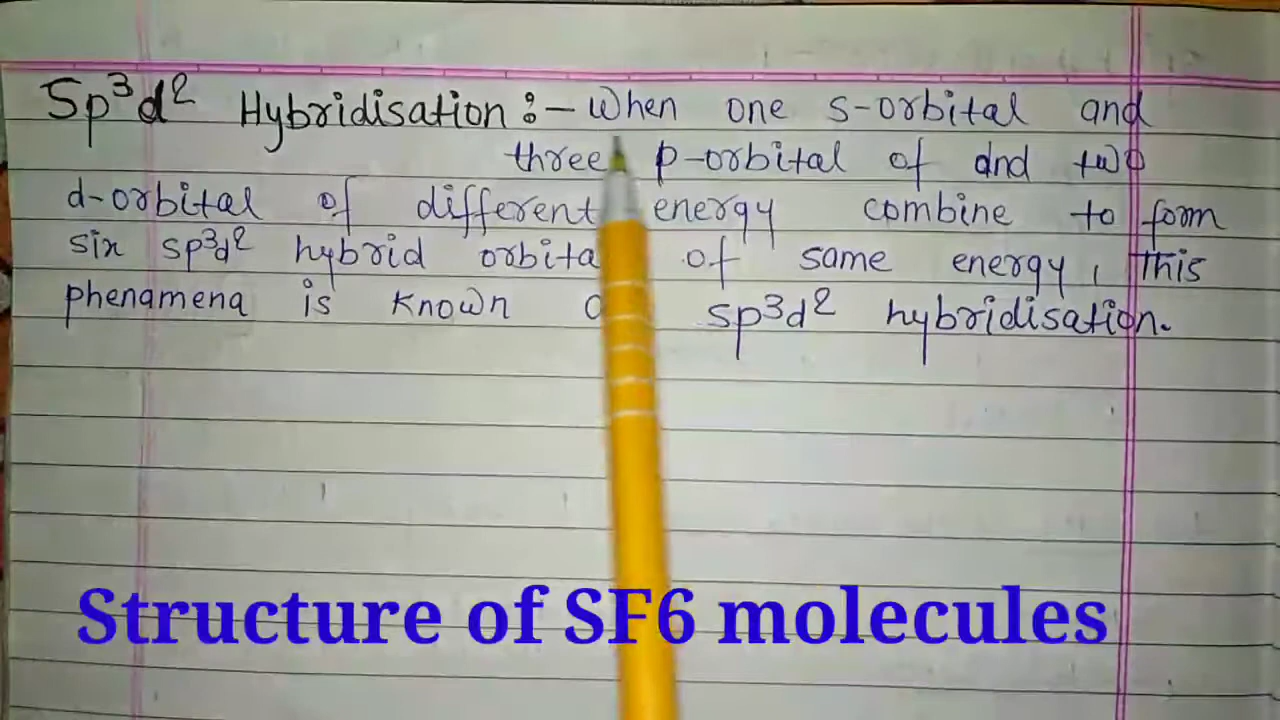 Sp³d² Hybridisation :- When one s-orbital and
three p-orbital of and two
d-orbital of different energy combine to form
six sp³d² hybrid orbita of same energy, This
phenamena is known a sp³d² hybridisation.
Structure of SF6 molecules